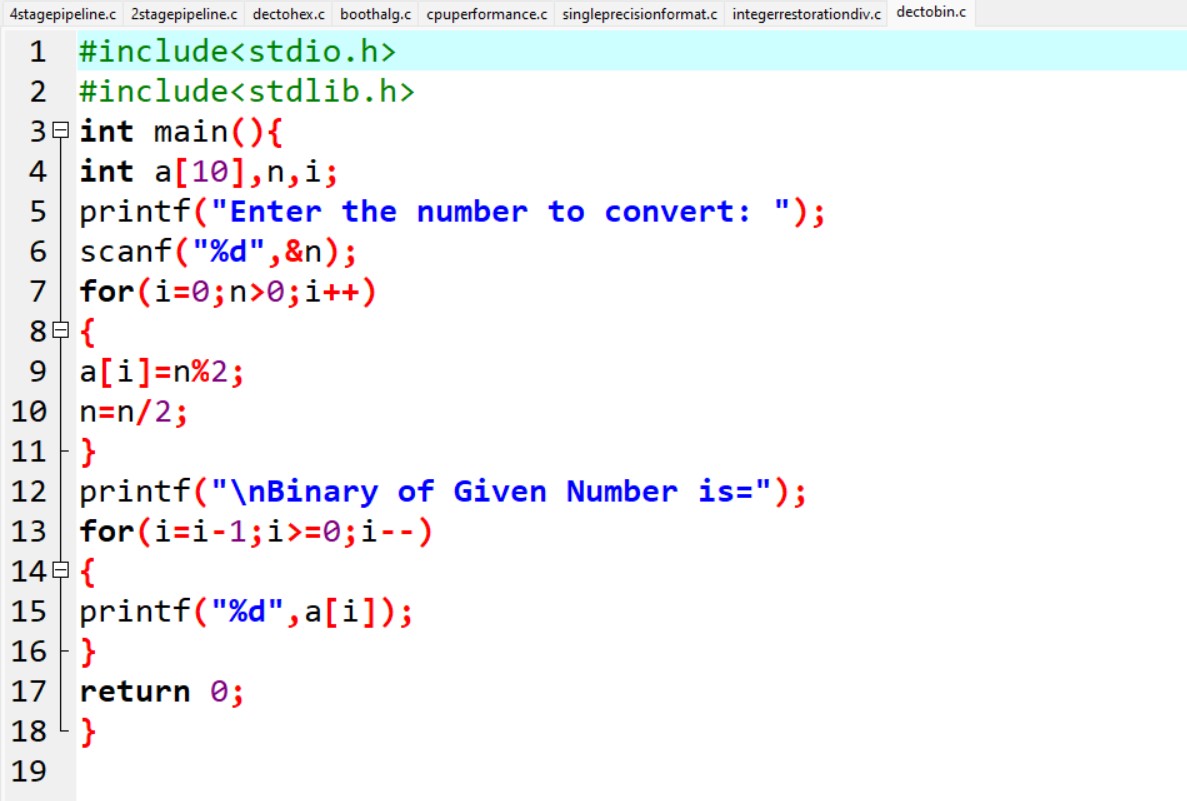 4stagepipeline.c 2stagepipeline.c dectohex.c boothalg.c cpuperformance.c singleprecisionformat.c integerrestorationdiv.c dectobin.c
1 #include<stdio.h>
2 #include<stdlib.h>
3 int main(){
4 int a[10],n,i;
5 printf("Enter the number to convert: ");
6 scanf("%d",&n);
7 for(i=0;n>0;i++)
8 {
9 a[i]=n%2;
10 n=n/2;
11 }
12 printf("\nBinary of Given Number is=");
13 for(i=i-1;i>=0;i--)
14 {
15 printf("%d",a[i]);
16 }
17 return 0;
18 }
19